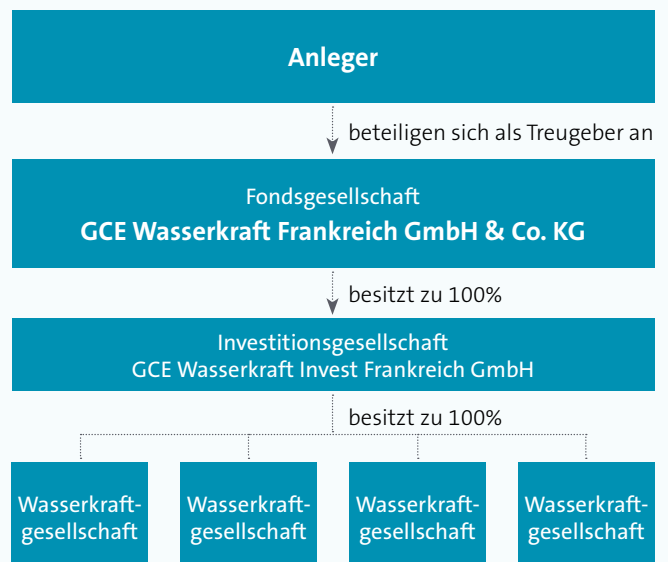 Anleger
beteiligen sich als Treugeber an
Fondsgesellschaft
GCE Wasserkraft Frankreich GmbH & Co. KG
besitzt zu 100%
Investitionsgesellschaft
GCE Wasserkraft Invest Frankreich GmbH
besitzt zu 100%
Wasserkraft-
gesellschaft
Wasserkraft-
gesellschaft
Wasserkraft-
gesellschaft
Wasserkraft-
gesellschaft